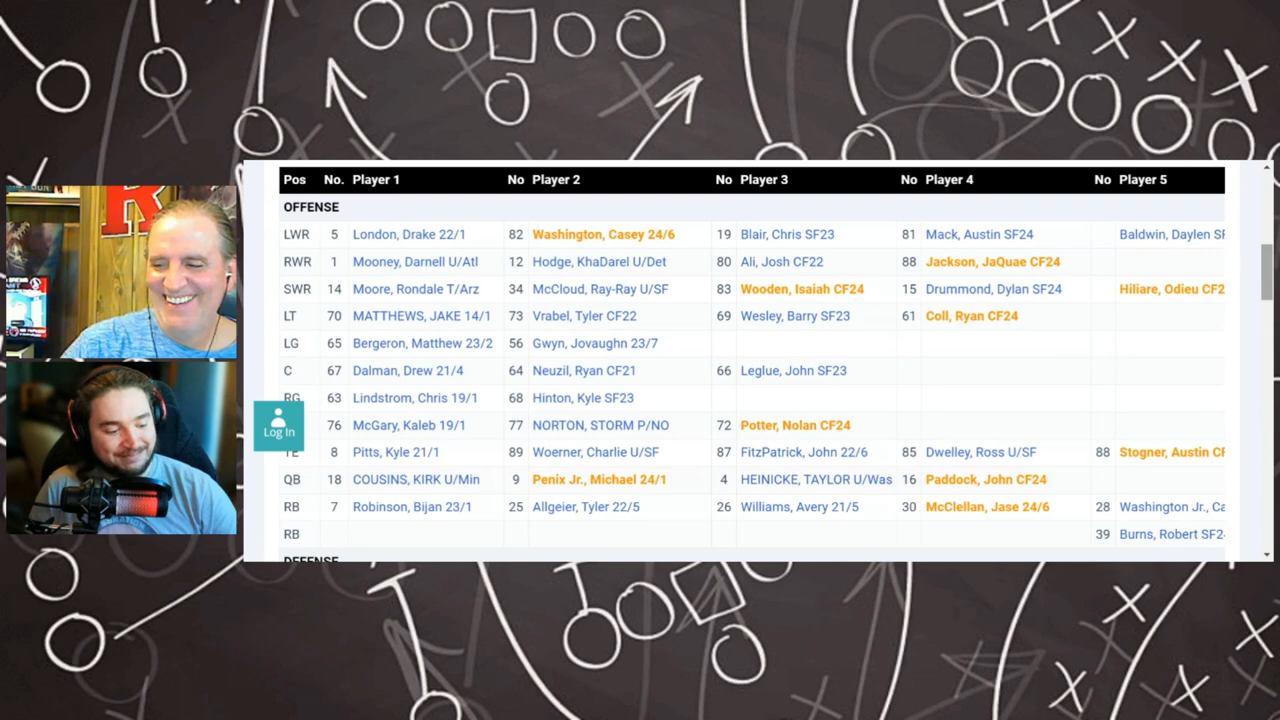 R
Pos No. Player 1 No Player 2 No Player 3 No Player 4 No Player 5
OFFENSE
LWR 5 London, Drake 22/1 82 Washington, Casey 24/6 19 Blair, Chris SF23 81 Mack, Austin SF24 Baldwin, Daylen SF
RWR 1 Mooney, Darnell U/Atl 12 Hodge, KhaDarel U/Det 80 Ali, Josh CF22 88 Jackson, JaQuae CF24
SWR 14 Moore, Rondale T/Arz 34 McCloud, Ray-Ray U/SF 83 Wooden, Isaiah CF24 15 Drummond, Dylan SF24 Hiliare, Odieu CF2
LT 70 MATTHEWS, JAKE 14/1 73 Vrabel, Tyler CF22 69 Wesley, Barry SF23 61 Coll, Ryan CF24
LG 65 Bergeron, Matthew 23/2 56 Gwyn, Jovaughn 23/7
C 67 Dalman, Drew 21/4 64 Neuzil, Ryan CF21 66 Leglue, John SF23
RG 63 Lindstrom, Chris 19/1 68 Hinton, Kyle SF23
76 McGary, Kaleb 19/1 77 NORTON, STORM P/NO 72 Potter, Nolan CF24
Log In
TE 8 Pitts, Kyle 21/1 89 Woerner, Charlie U/SF 87 FitzPatrick, John 22/6 85 Dwelley, Ross U/SF 88 Stogner, Austin CF
QB 18 COUSINS, KIRK U/Min 9 Penix Jr., Michael 24/1 4 HEINICKE, TAYLOR U/Was 16 Paddock, John CF24
RB 7 Robinson, Bijan 23/1 25 Allgeier, Tyler 22/5 26 Williams, Avery 21/5 30 McClellan, Jase 24/6 28 Washington Jr., Ca
RB 39 Burns, Robert SF2
DEFENSE